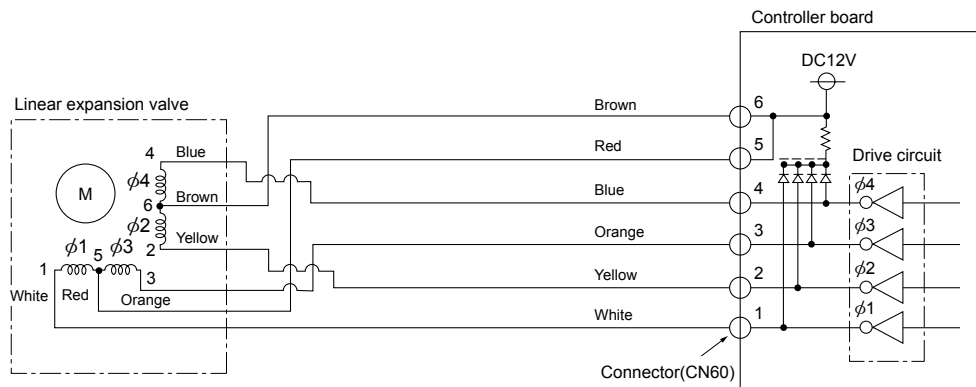 Controller board
DC12V
Linear expansion valve
Brown
6
Red
5
Drive circuit
4
Blue
ϕ4
M
Brown
6
ϕ2
Yellow
2
Blue
4
ϕ4
Orange
3
ϕ3
ϕ1
5
ϕ3
1
3
White
Red
Orange
Yellow
2
ϕ2
White
1
ϕ1
Connector(CN60)